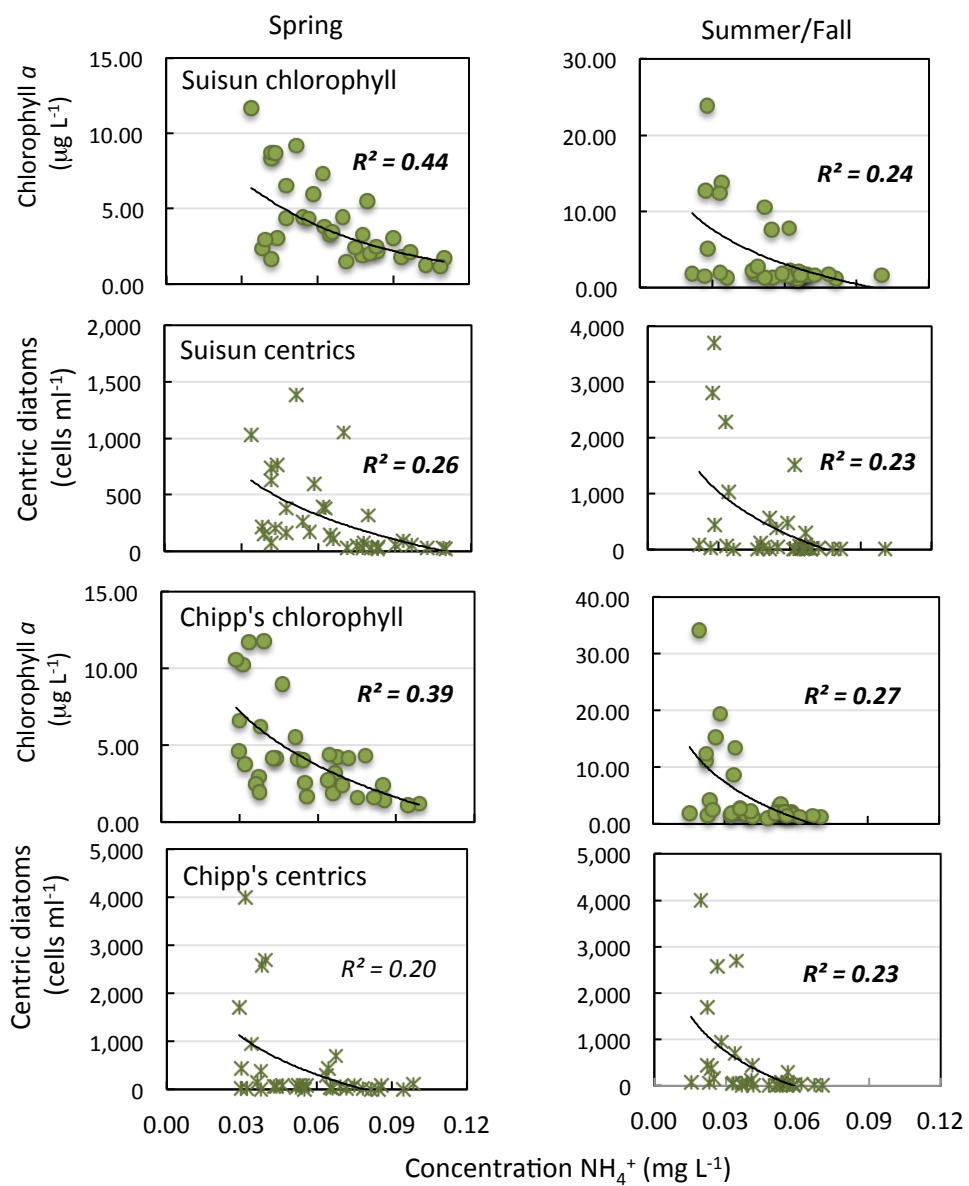 Spring
Summer/Fall
Chlorophyll a
(µg L⁻¹)
15.00
10.00
5.00
0.00
Suisun chlorophyll
R² = 0.44
30.00
20.00
10.00
0.00
R² = 0.24
Centric diatoms
(cells ml⁻¹)
2,000
1,500
1,000
500
0
Suisun centrics
R² = 0.26
4,000
3,000
2,000
1,000
0
R² = 0.23
Chlorophyll a
(µg L⁻¹)
15.00
10.00
5.00
0.00
Chipp's chlorophyll
R² = 0.39
40.00
30.00
20.00
10.00
0.00
R² = 0.27
Centric diatoms
(cells ml⁻¹)
5,000
4,000
3,000
2,000
1,000
0
Chipp's centrics
R² = 0.20
5,000
4,000
3,000
2,000
1,000
0
R² = 0.23
0.00 0.03 0.06 0.09 0.12
0.00 0.03 0.06 0.09 0.12
Concentration NH₄⁺ (mg L⁻¹)